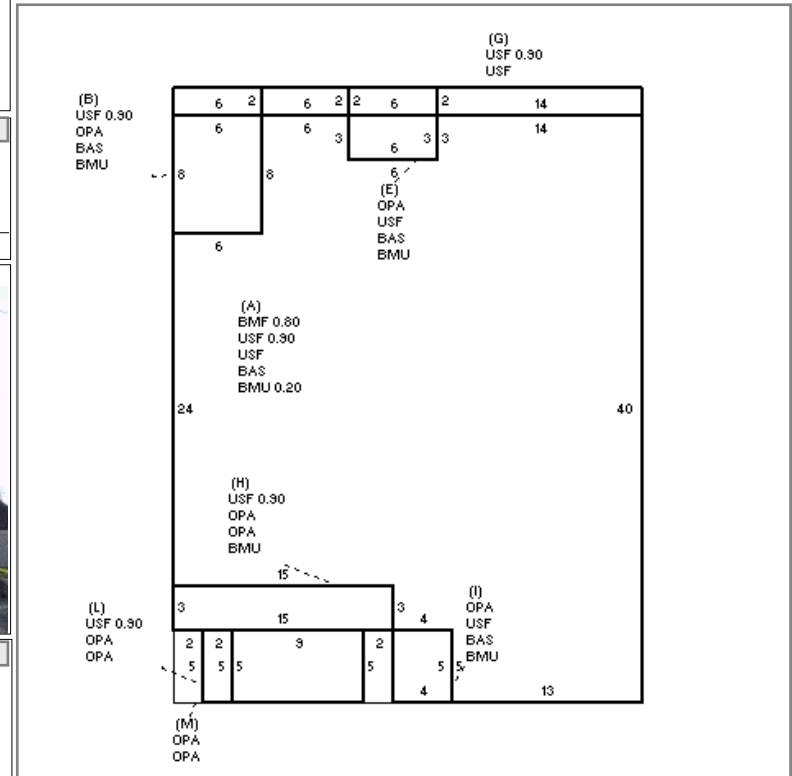 (G)
USF 0.90
USF
(B)
USF 0.90
OPA
BAS
BMU
6 2 6 2 2 6 2 14
6 6 3 3 3 14
6
8 8 6
(E)
OPA
USF
BAS
BMU
6
(A)
BMF 0.80
USF 0.90
USF
BAS
BMU 0.20
24 40
(H)
USF 0.90
OPA
OPA
BMU
15
3 15 3 4
(I)
OPA
USF
BAS
BMU
(L)
USF 0.90
OPA
OPA
2 2 9 2
5 5 5 5 5 5
4 13
(M)
OPA
OPA